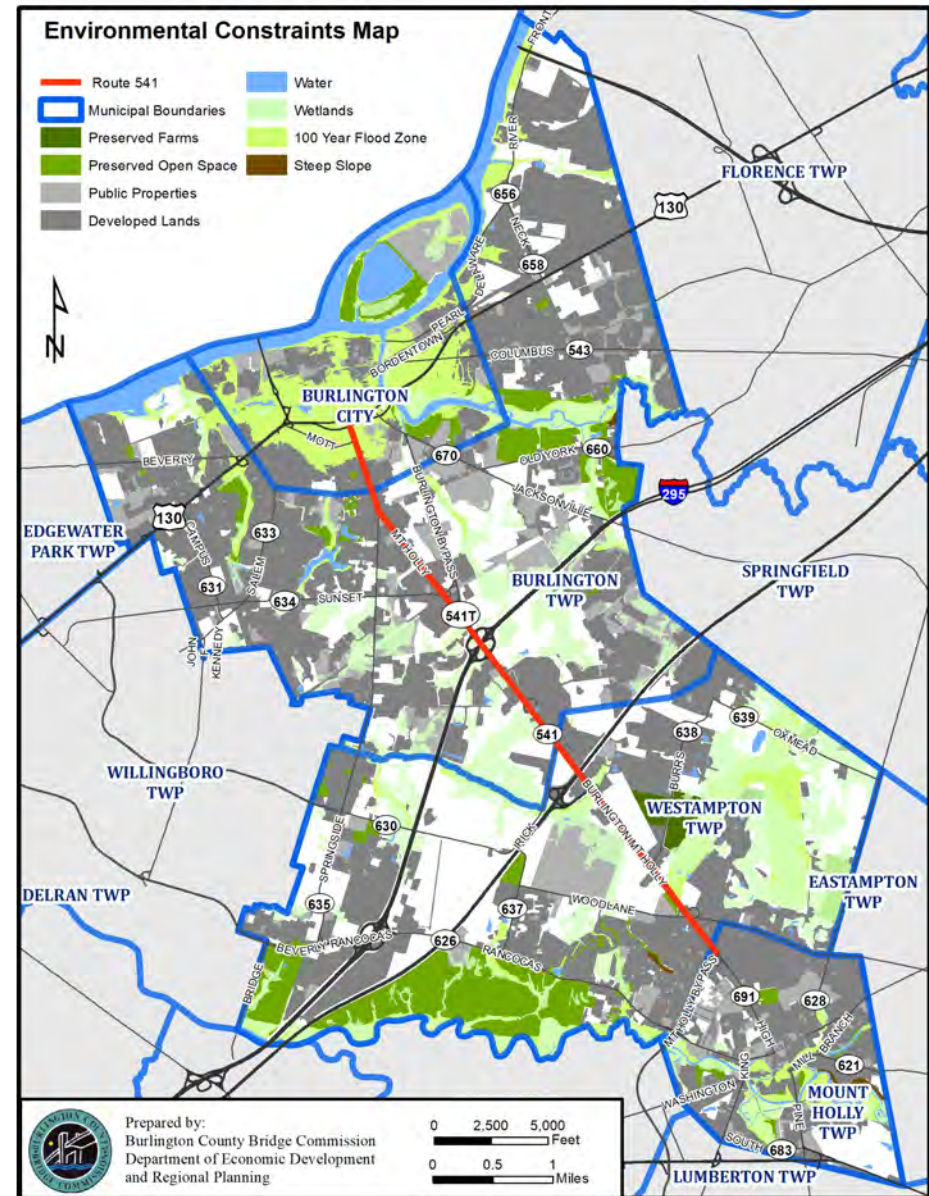 Environmental Constraints Map
Route 541
Municipal Boundaries
Preserved Farms
Preserved Open Space
Public Properties
Developed Lands
Water
Wetlands
100 Year Flood Zone
Steep Slope
N
FRONT
RIVER
FLORENCE TWP
656
130
NECK
658
DELAWARE
PEARL
BORDENTOWN
COLUMBUS
543
BURLINGTON
CITY
MOTT
BEVERLY
670
OLD YORK
660
JACKSONVILLE
295
BURLINGTON BYPASS
130
EDGEWATER
PARK TWP
CAMPUS
633
SALEM
MT HOLLY
631
634
SUNSET
BURLINGTON
TWP
SPRINGFIELD
TWP
541T
JOHN
F
KENNEDY
639
OXMEAD
541
638
BURRS
WILLINGBORO
TWP
BURLINGTON/MT HOLLY
WESTAMPTON
TWP
630
SPRINGSIDE
IRICK
DELRAN TWP
EASTAMPTON
TWP
635
637
WOODLANE
BEVERLY RANCOCAS
626
RANCOCAS
BRIDGE
MT HOLLY BYPASS
691
628
HIGH
MILL BRANCH
621
KING
WASHINGTON
PINE
MOUNT
HOLLY
TWP
SOUTH
683
LUMBERTON TWP
BURLINGTON COUNTY
BRIDGE COMMISSION
Prepared by:
Burlington County Bridge Commission
Department of Economic Development
and Regional Planning
0 2,500 5,000
Feet
0 0.5 1
Miles